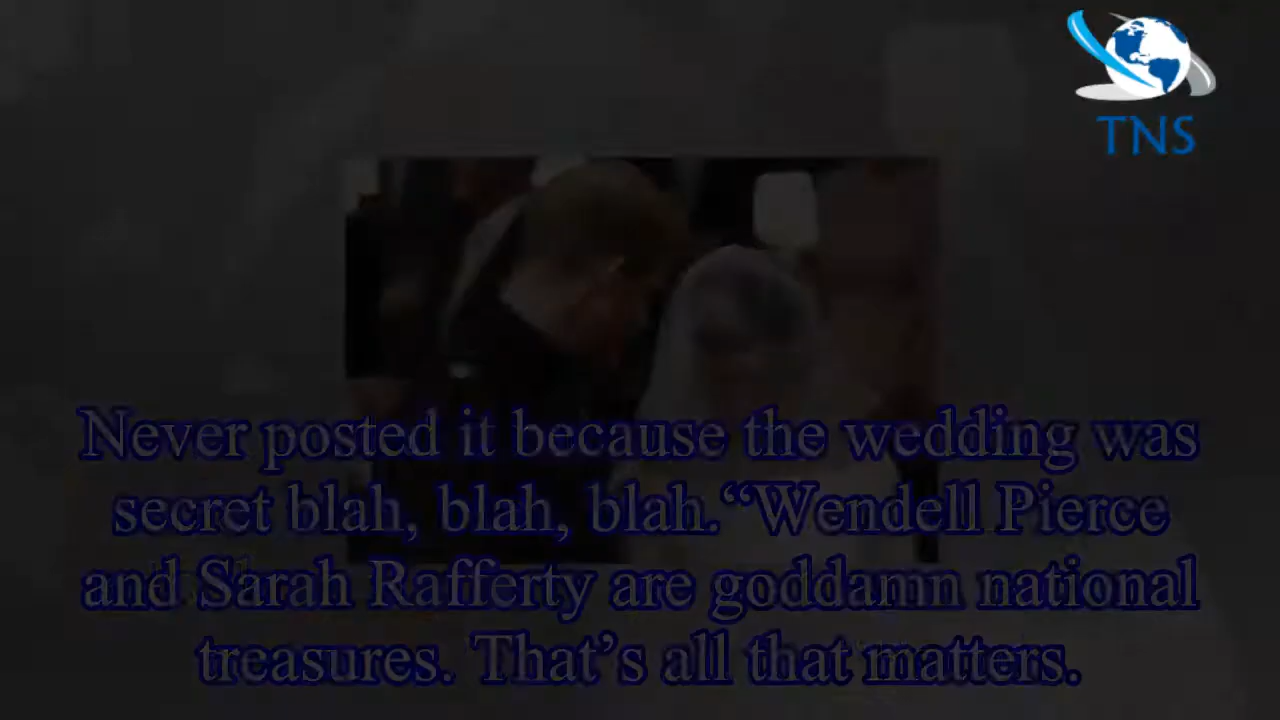 TNS
Never posted it because the wedding was
secret blah, blah, blah.“Wendell Pierce
and Sarah Rafferty are goddamn national
treasures. That’s all that matters.